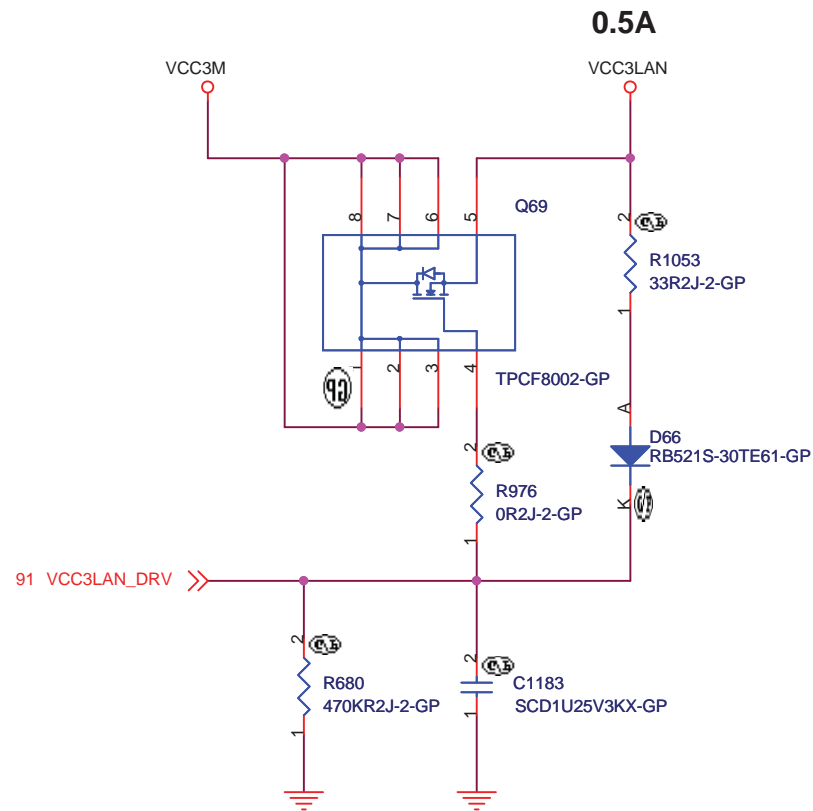 0.5A
VCC3M
VCC3LAN
8
7
6
5
Q69
2
R1053
33R2J-2-GP
1
1
2
3
4
TPCF8002-GP
A
D66
RB521S-30TE61-GP
K
2
R976
0R2J-2-GP
1
91 VCC3LAN_DRV
2
R680
470KR2J-2-GP
1
2
C1183
SCD1U25V3KX-GP
1